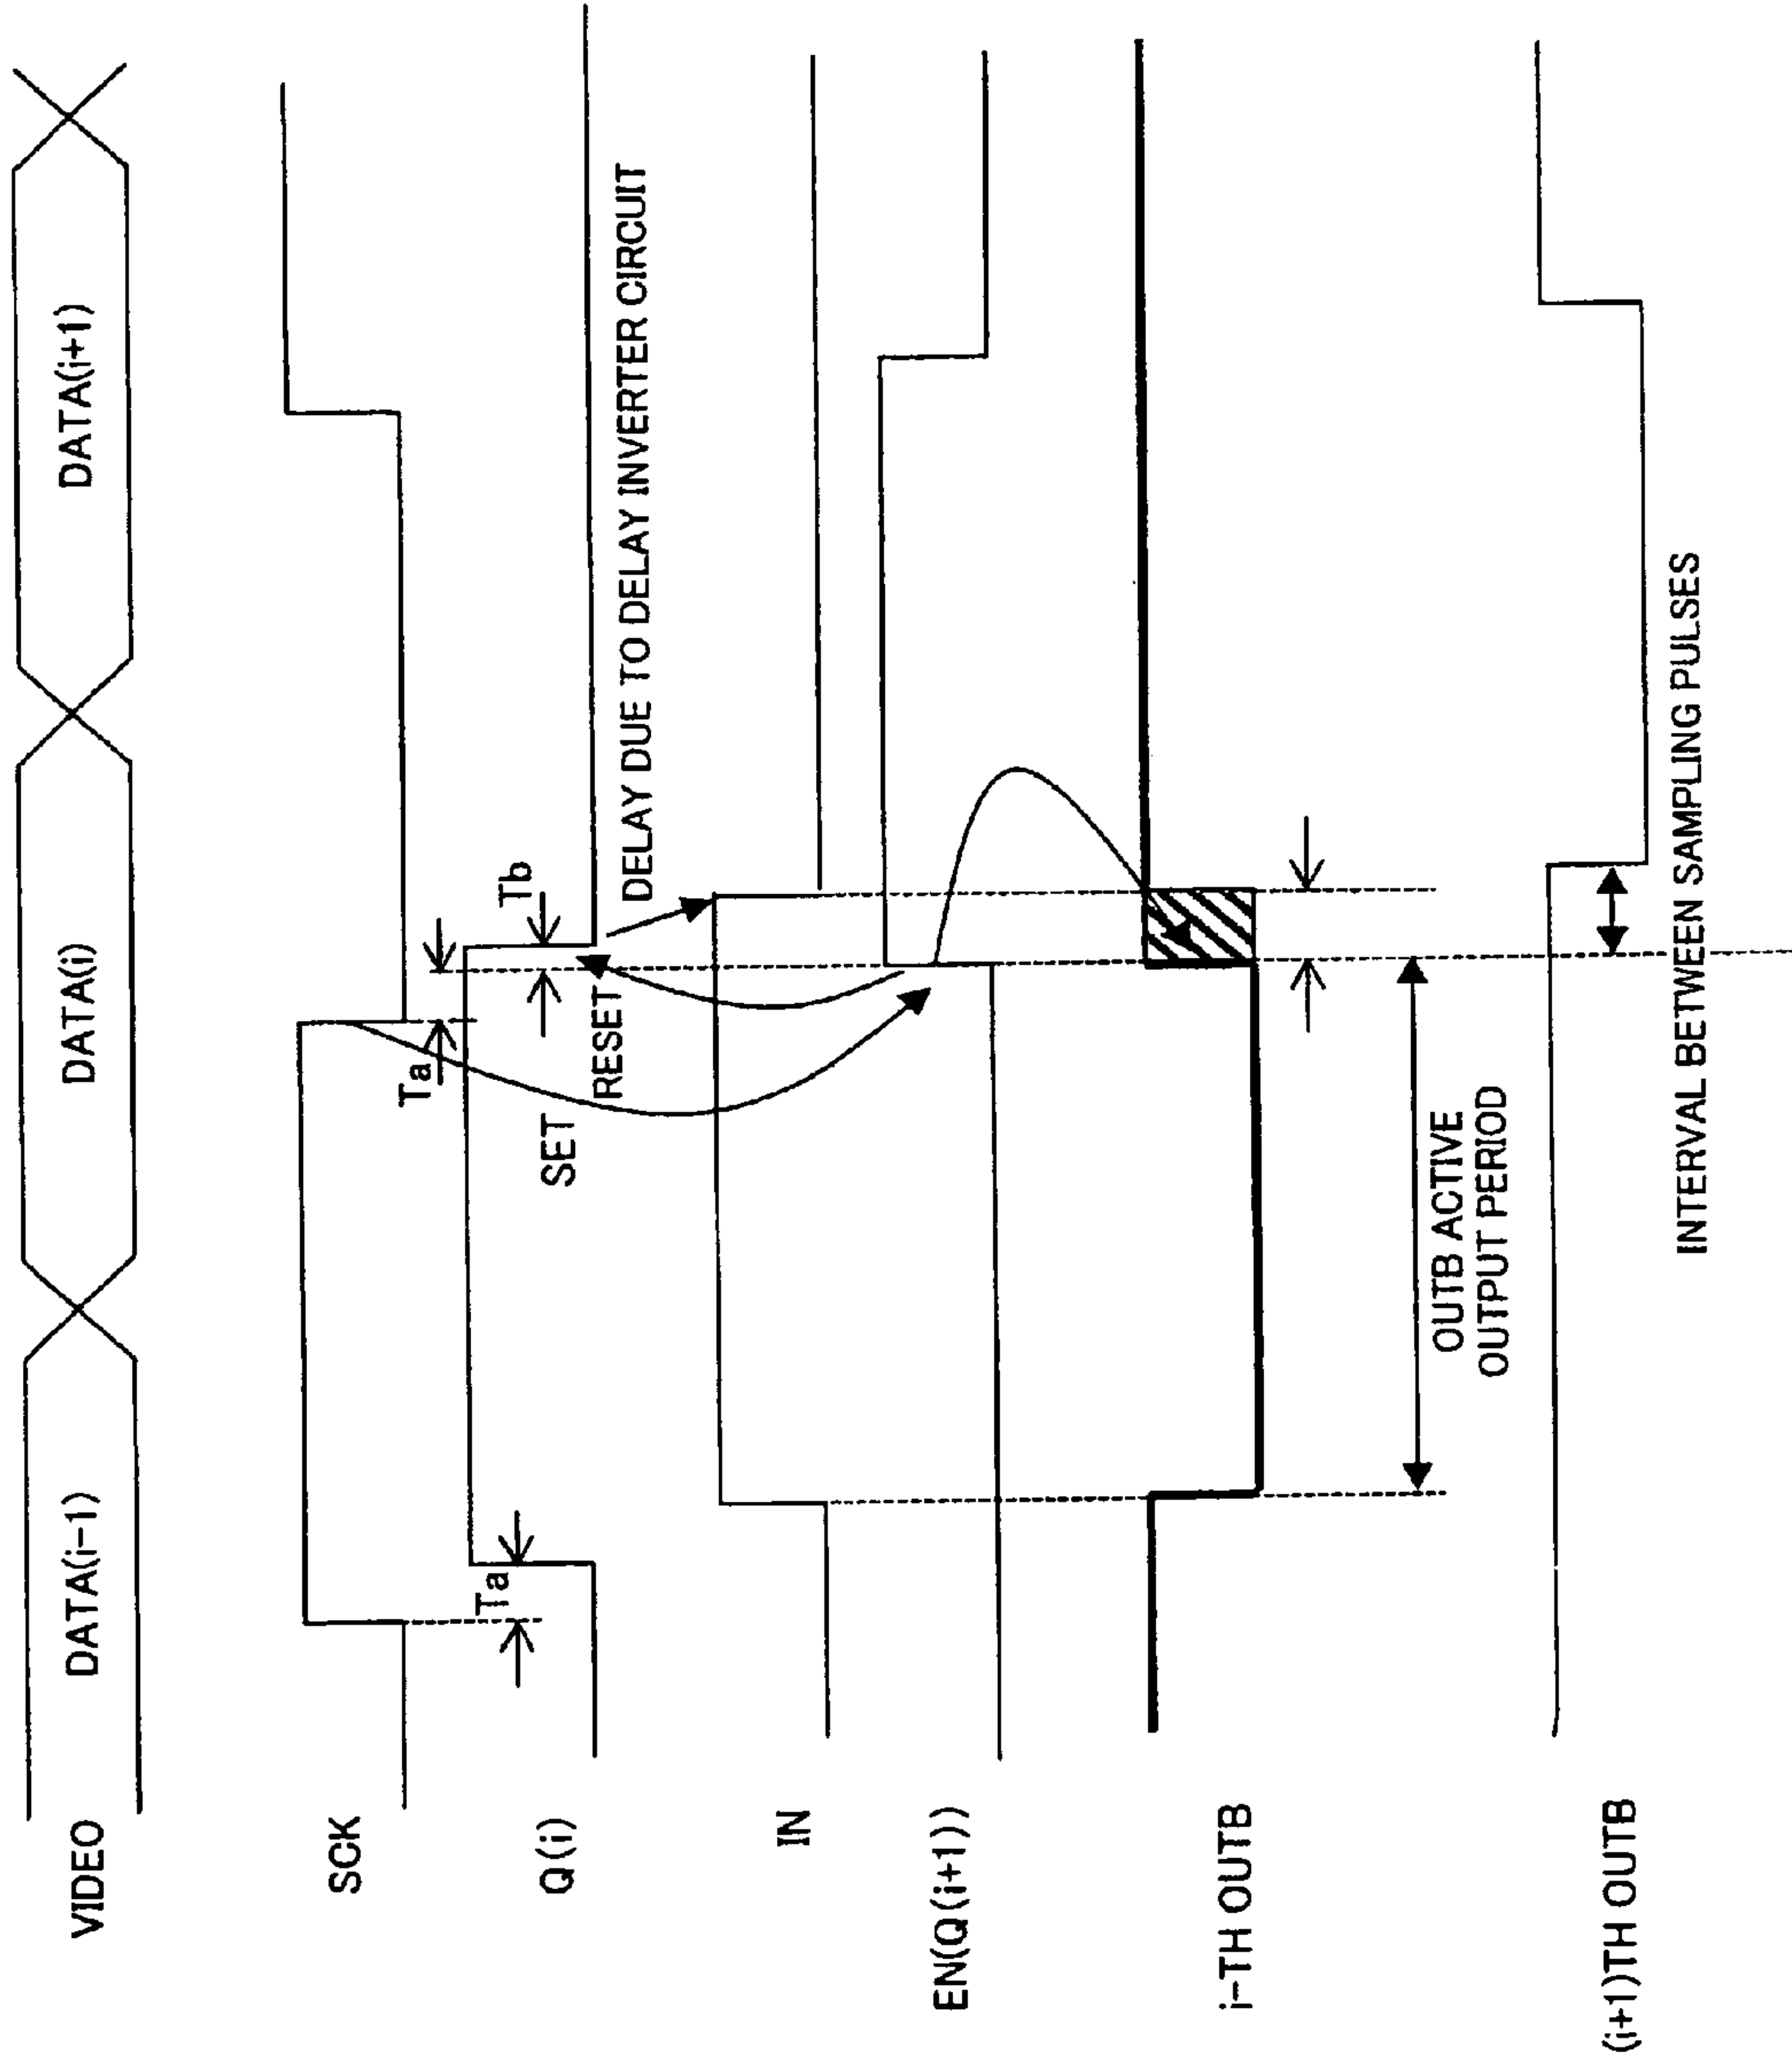 VIDEO
DATA(i-1)
DATA(i)
DATA(i+1)
SCK
Ta
Q(i)
Ta
Tb
SET
RESET
DELAY DUE TO DELAY INVERTER CIRCUIT
IN
EN(Q(i+1))
i-TH OUTB
OUTB ACTIVE
OUTPUT PERIOD
(i+1)TH OUTB
INTERVAL BETWEEN SAMPLING PULSES